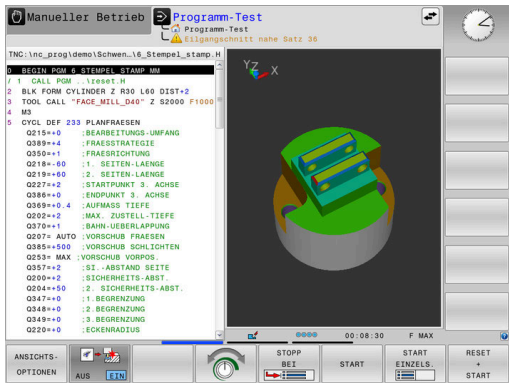 Manueller Betrieb
Programm-Test
Programm-Test
Eilgangschnitt nahe Satz 36
TNC:\nc_prog\demo\Schwen…\6_Stempel_stamp.H
0 BEGIN PGM 6_STEMPEL_STAMP MM
/ 1 CALL PGM ..\reset.H
2 BLK FORM CYLINDER Z R30 L60 DIST+2
3 TOOL CALL "FACE_MILL_D40" Z S2000 F1000
4 M3
5 CYCL DEF 233 PLANFRAESEN
Q215=+0 ;BEARBEITUNGS-UMFANG
Q389=+4 ;FRAESSTRATEGIE
Q350=+1 ;FRAESRICHTUNG
Q218=-60 ;1. SEITEN-LAENGE
Q219=+60 ;2. SEITEN-LAENGE
Q227=+2 ;STARTPUNKT 3. ACHSE
Q386=+0 ;ENDPUNKT 3. ACHSE
Q369=+0.4 ;AUFMASS TIEFE
Q202=+2 ;MAX. ZUSTELL-TIEFE
Q370=+1 ;BAHN-UEBERLAPPUNG
Q207= AUTO ;VORSCHUB FRAESEN
Q385=+500 ;VORSCHUB SCHLICHTEN
Q253= MAX ;VORSCHUB VORPOS.
Q357=+2 ;SI.-ABSTAND SEITE
Q200=+2 ;SICHERHEITS-ABST.
Q204=+50 ;2. SICHERHEITS-ABST.
Q347=+0 ;1.BEGRENZUNG
Q348=+0 ;2.BEGRENZUNG
Q349=+0 ;3.BEGRENZUNG
Q220=+0 ;ECKENRADIUS
Y Z X
00:08:30 F MAX
ANSICHTS-
OPTIONEN
AUS EIN
STOPP
BEI
START
START
EINZELS.
RESET
+
START